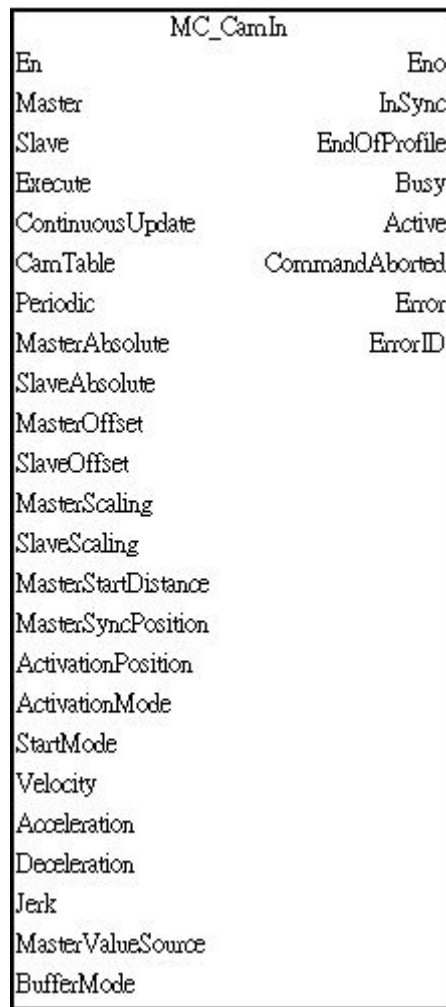 MC_CamIn
En Eno
Master InSync
Slave EndOfProfile
Execute Busy
ContinuousUpdate Active
CamTable CommandAborted
Periodic Error
MasterAbsolute ErrorID
SlaveAbsolute
MasterOffset
SlaveOffset
MasterScaling
SlaveScaling
MasterStartDistance
MasterSyncPosition
ActivationPosition
ActivationMode
StartMode
Velocity
Acceleration
Deceleration
Jerk
MasterValueSource
BufferMode